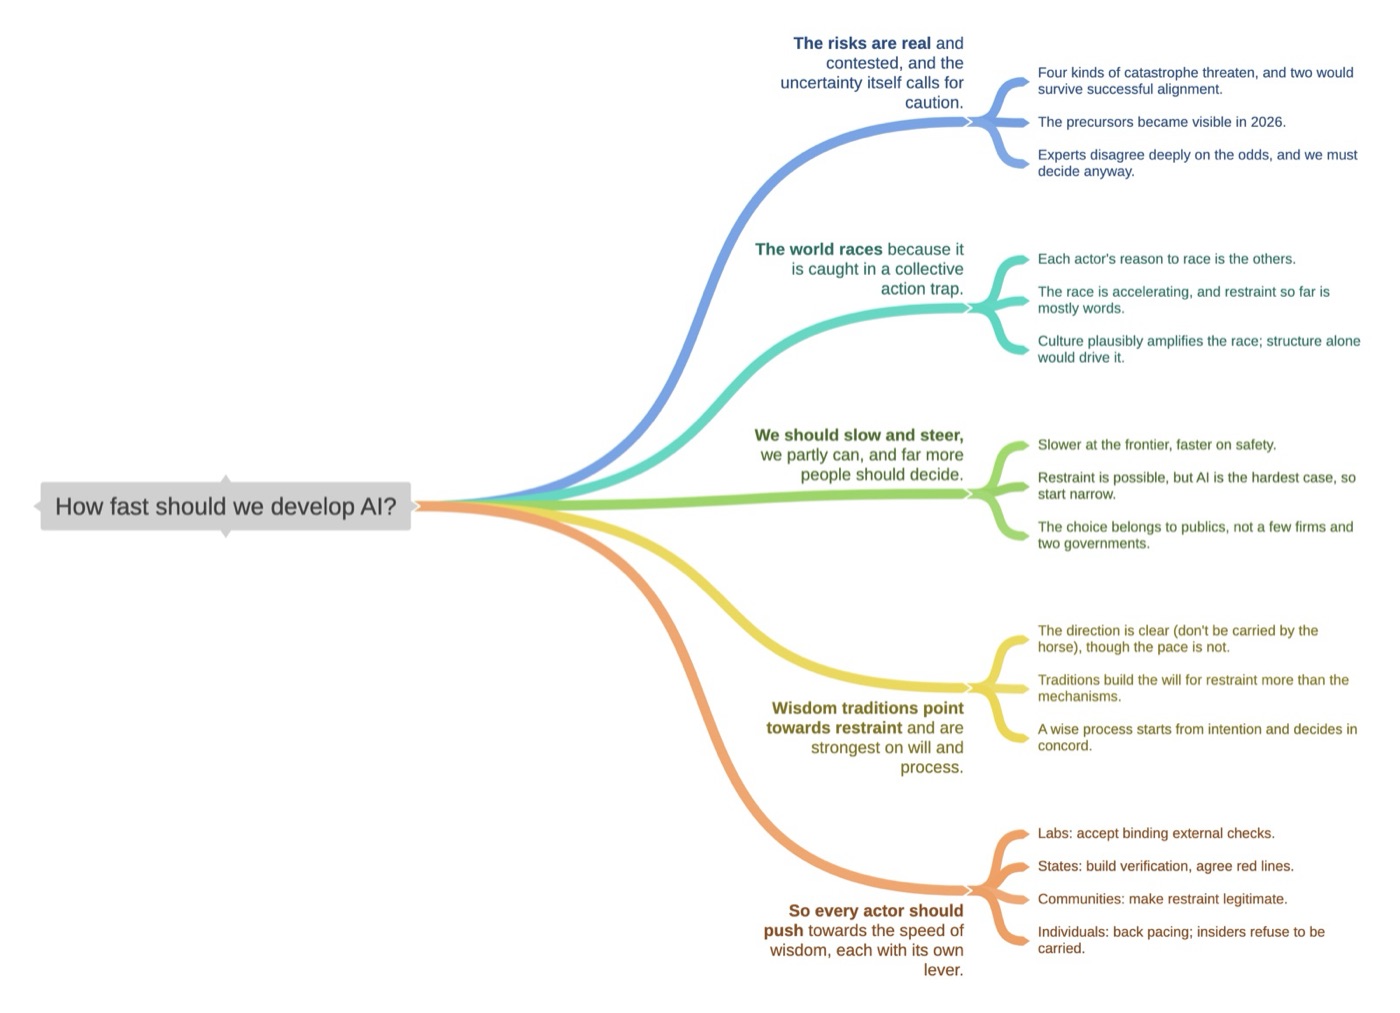 How fast should we develop AI?
The risks are real and
contested, and the
uncertainty itself calls for
caution.
Four kinds of catastrophe threaten, and two would
survive successful alignment.
The precursors became visible in 2026.
Experts disagree deeply on the odds, and we must
decide anyway.
The world races because it
is caught in a collective
action trap.
Each actor's reason to race is the others.
The race is accelerating, and restraint so far is
mostly words.
Culture plausibly amplifies the race; structure alone
would drive it.
We should slow and steer,
we partly can, and far more
people should decide.
Slower at the frontier, faster on safety.
Restraint is possible, but AI is the hardest case, so
start narrow.
The choice belongs to publics, not a few firms and
two governments.
Wisdom traditions point
towards restraint and are
strongest on will and
process.
The direction is clear (don't be carried by the
horse), though the pace is not.
Traditions build the will for restraint more than the
mechanisms.
A wise process starts from intention and decides in
concord.
So every actor should
push towards the speed of
wisdom, each with its own
lever.
Labs: accept binding external checks.
States: build verification, agree red lines.
Communities: make restraint legitimate.
Individuals: back pacing; insiders refuse to be
carried.